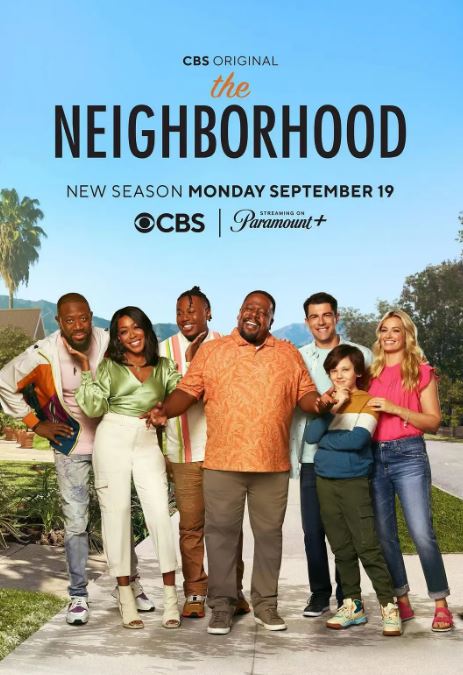 CBS ORIGINAL
the
NEIGHBORHOOD
NEW SEASON MONDAY SEPTEMBER 19
CBS
STREAMING ON
Paramount+